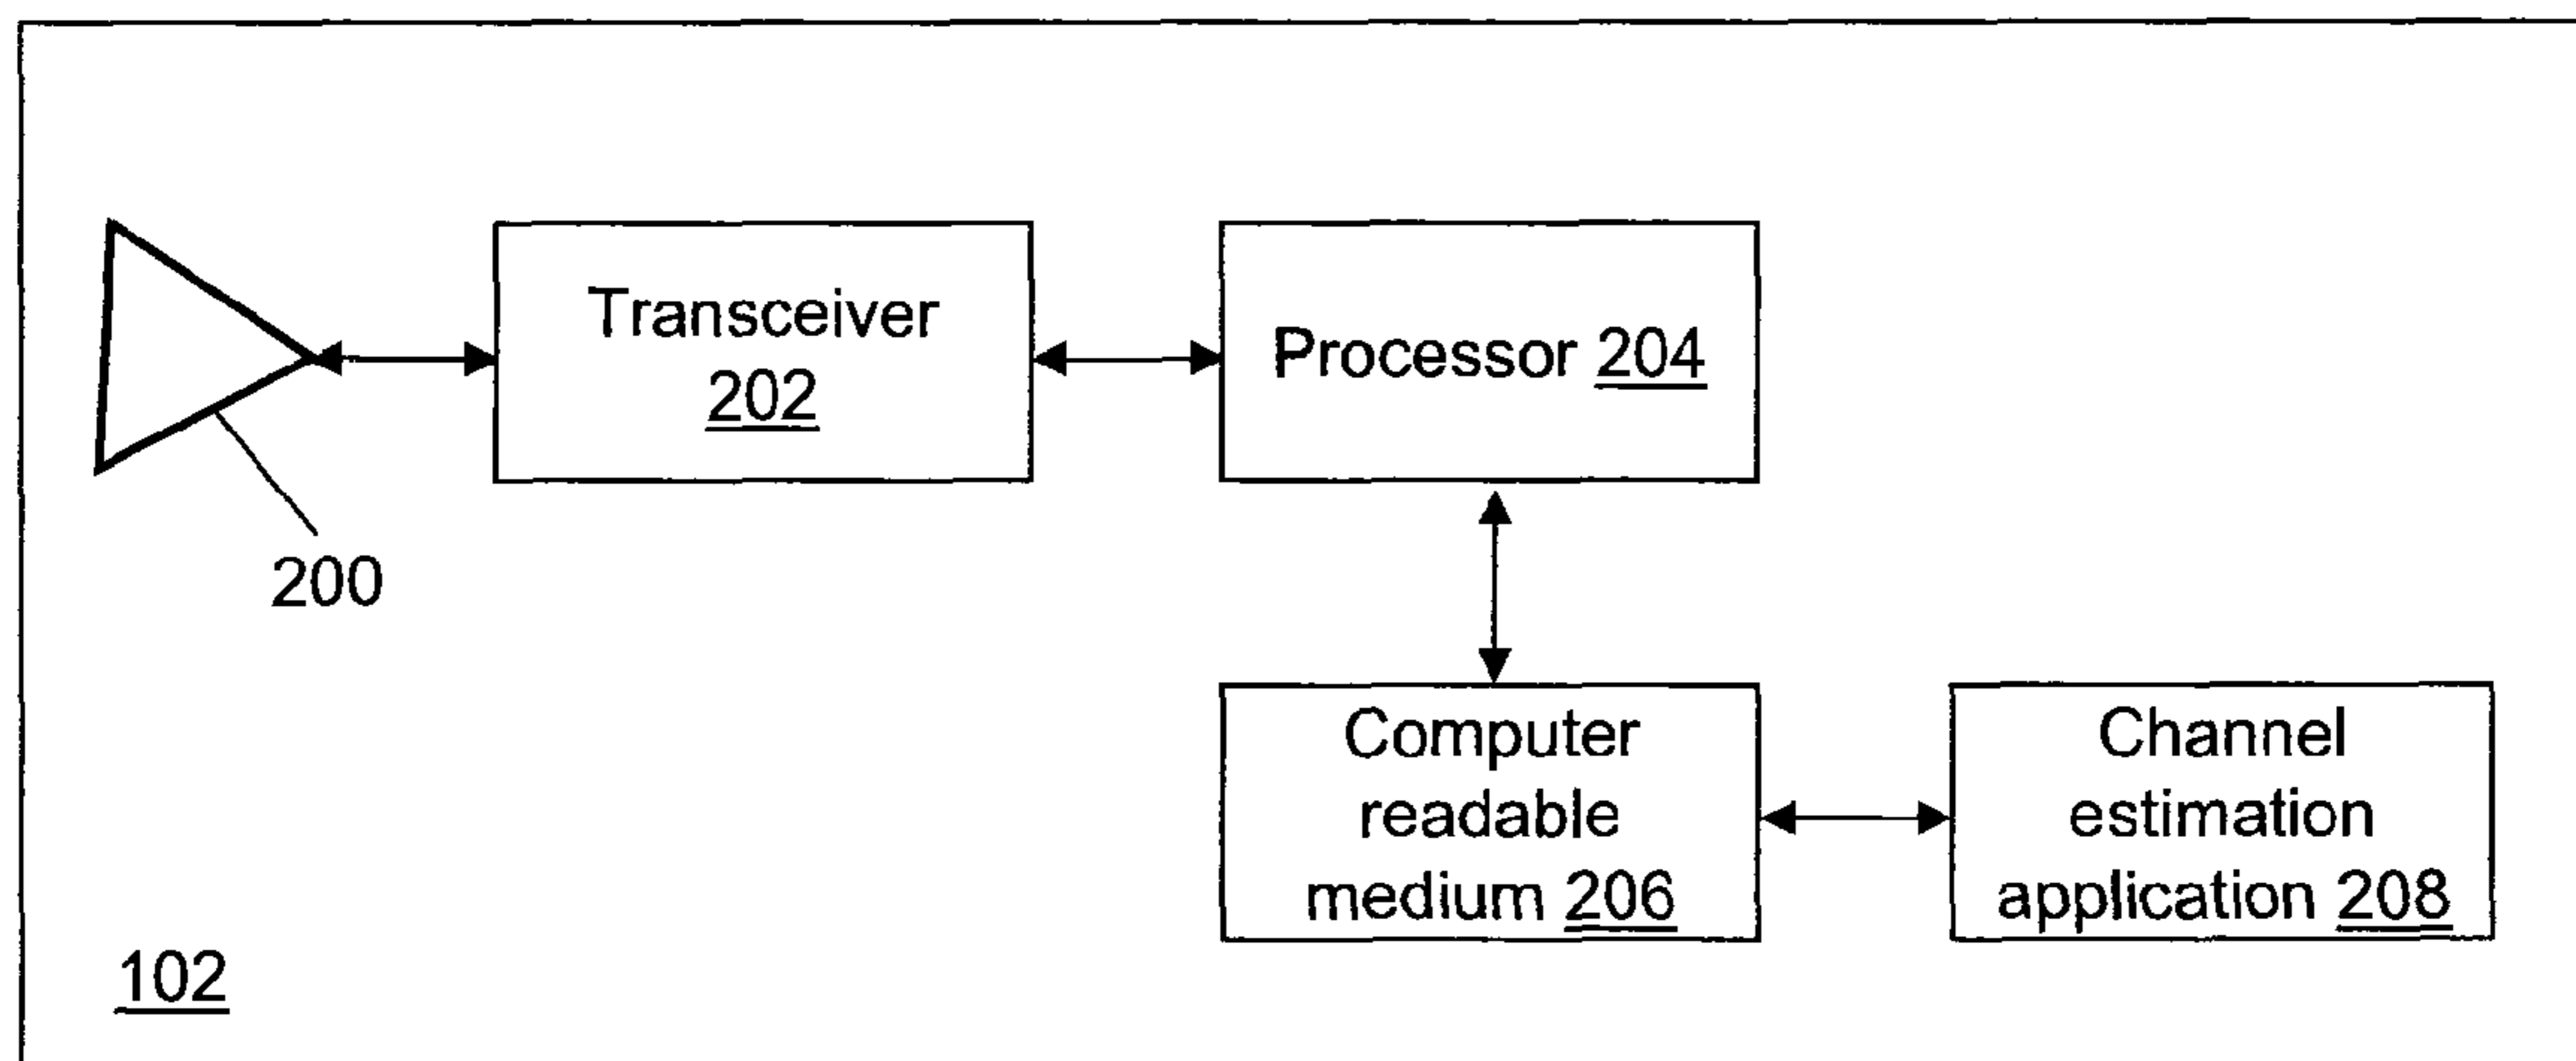 Transceiver
202
Processor 204
200
Computer
readable
medium 206
Channel
estimation
application 208
102